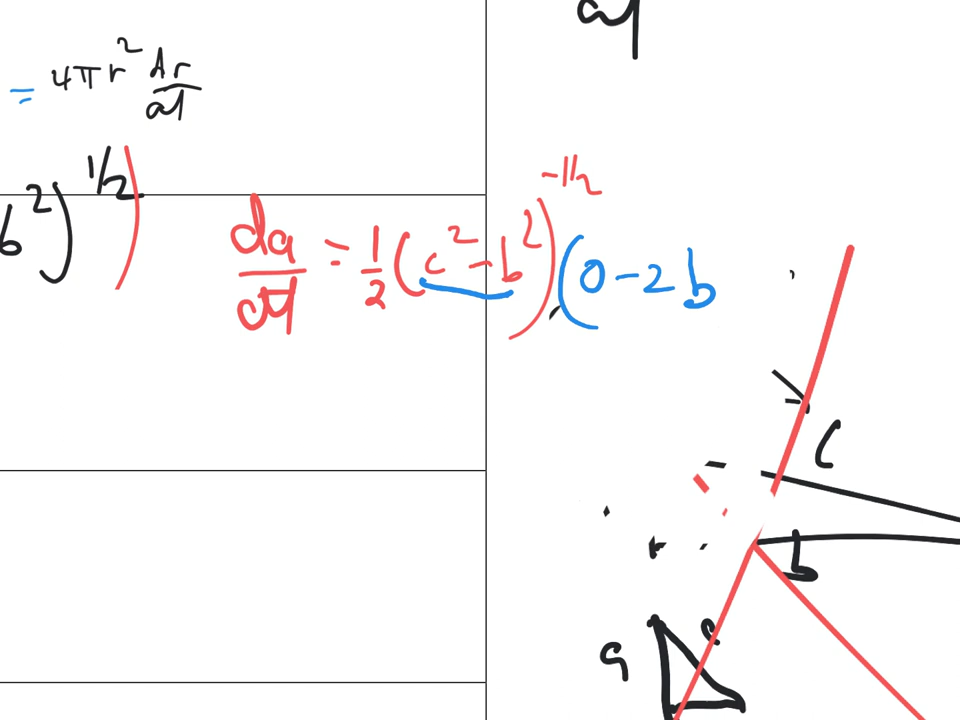 = 4πr² dr/dt
b²)^1/2)
da/dt = 1/2 (c² - b²)^-1/2 (0 - 2b
c
b
a